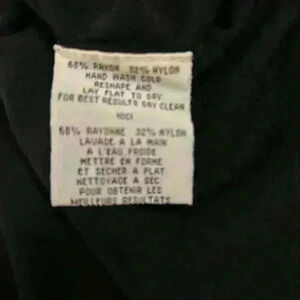 68% RAYON 32% NYLON
HAND WASH COLD
RESHAPE AND
LAY FLAT TO DRY
FOR BEST RESULTS DRY CLEAN
68% RAYONNE 32% NYLON
LAVAGE A LA MAIN
A L'EAU FROIDE
METTRE EN FORME
ET SECHER A PLAT
NETTOYAGE A SEC
POUR OBTENIR LES
MEILLEURS RESULTATS